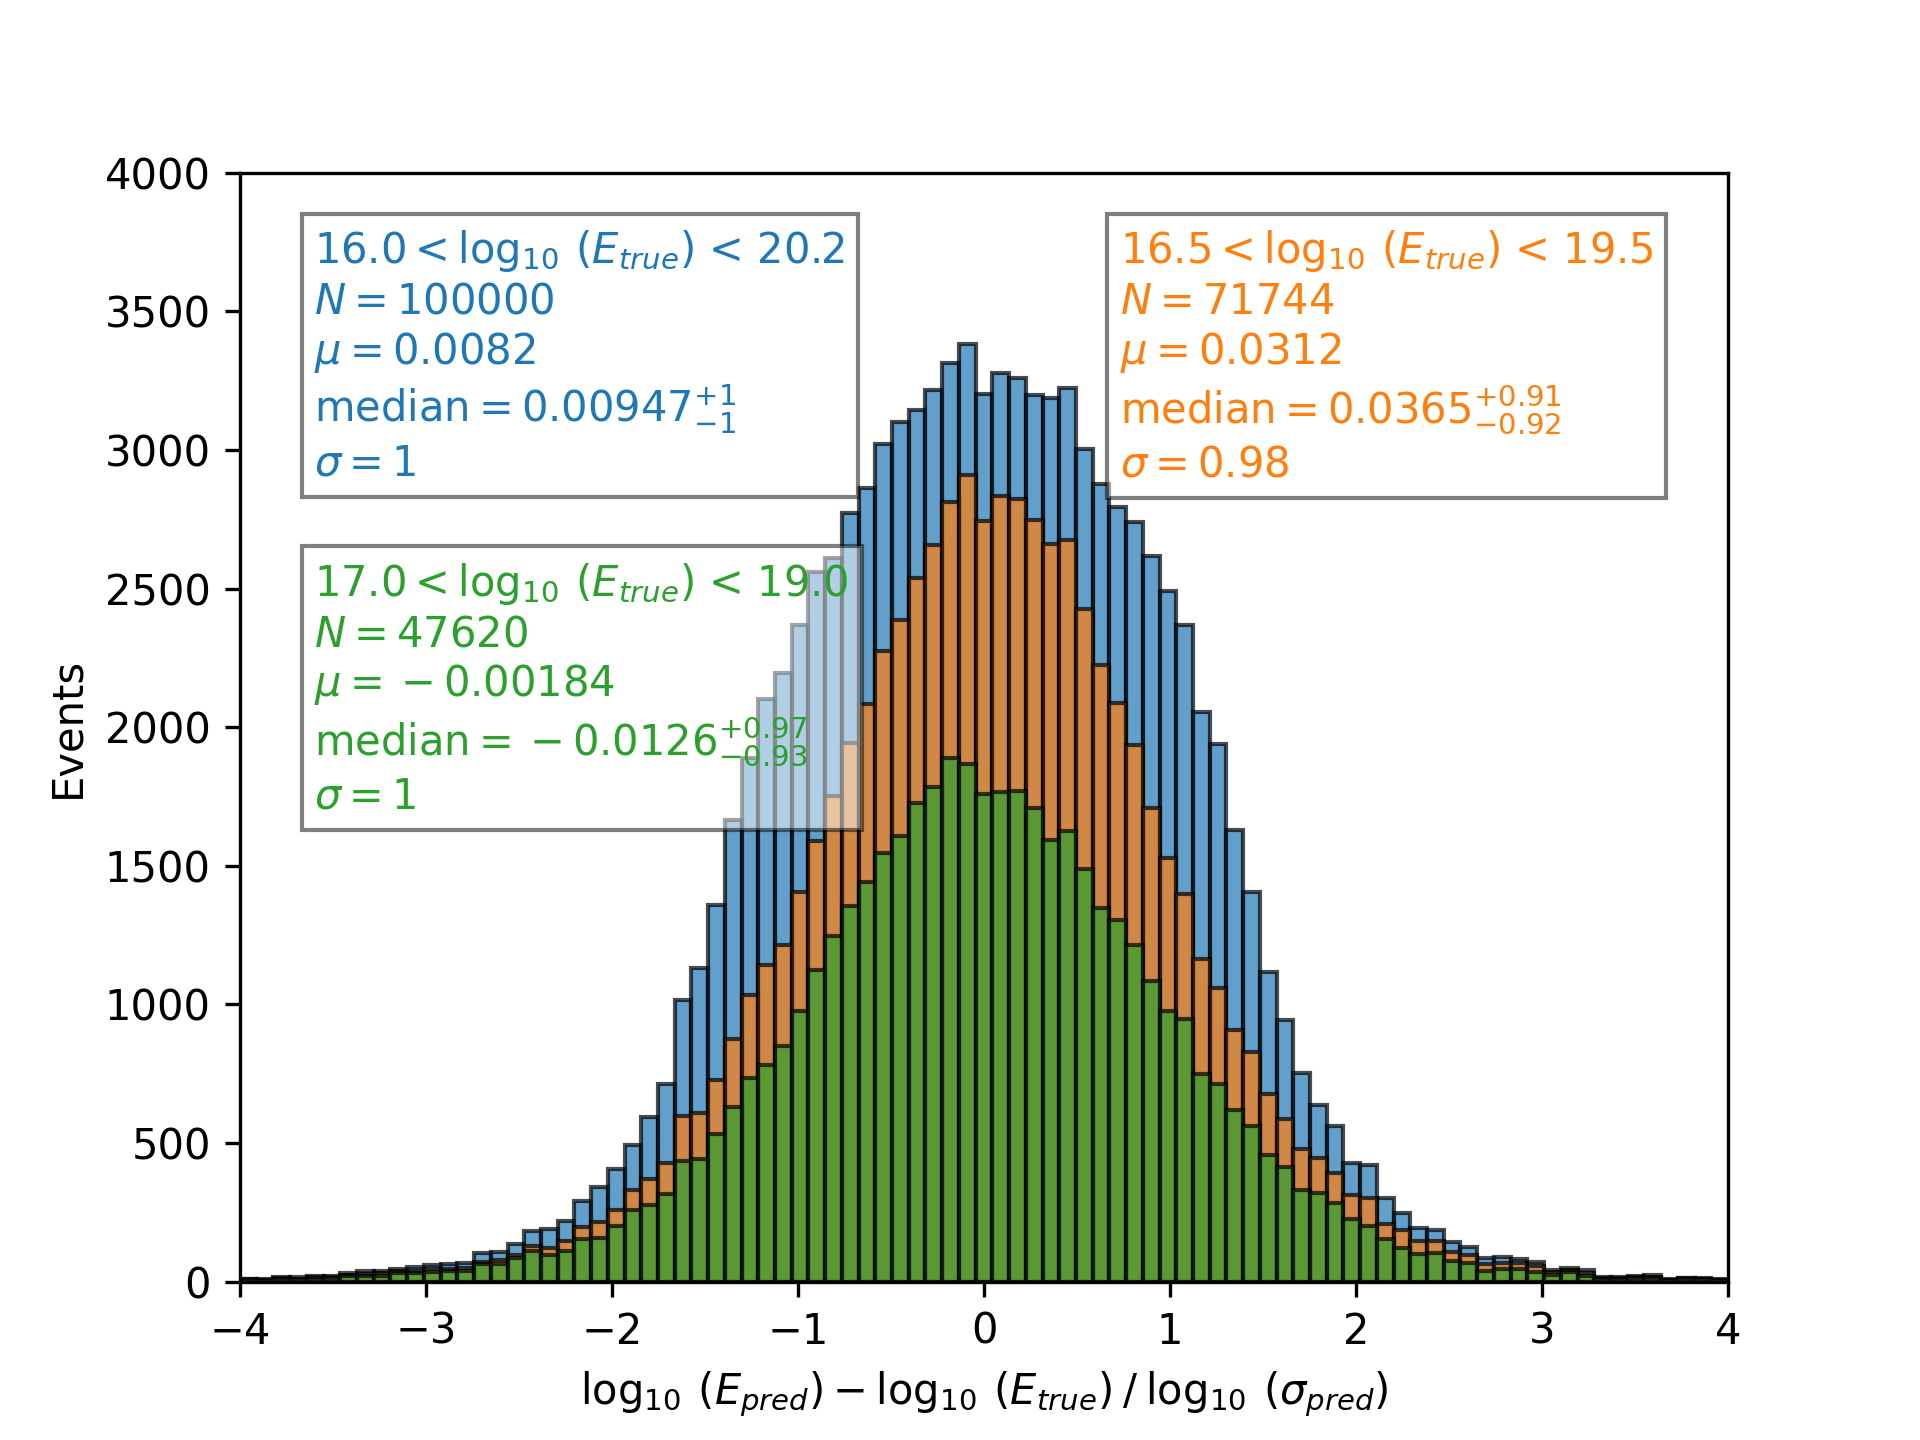 16.0 < log₁₀ (E_true) < 20.2
N = 100000
μ = 0.0082
median = 0.00947⁺¹₋₁
σ = 1
16.5 < log₁₀ (E_true) < 19.5
N = 71744
μ = 0.0312
median = 0.0365^{+0.91}_{−0.92}
σ = 0.98
17.0 < log₁₀ (E_true) < 19.0
N = 47620
μ = −0.00184
median = −0.0126^{+0.97}_{−0.93}
σ = 1
Events
4000
3500
3000
2500
2000
1500
1000
500
0
−4 −3 −2 −1 0 1 2 3 4
log₁₀ (E_pred) − log₁₀ (E_true) / log₁₀ (σ_pred)